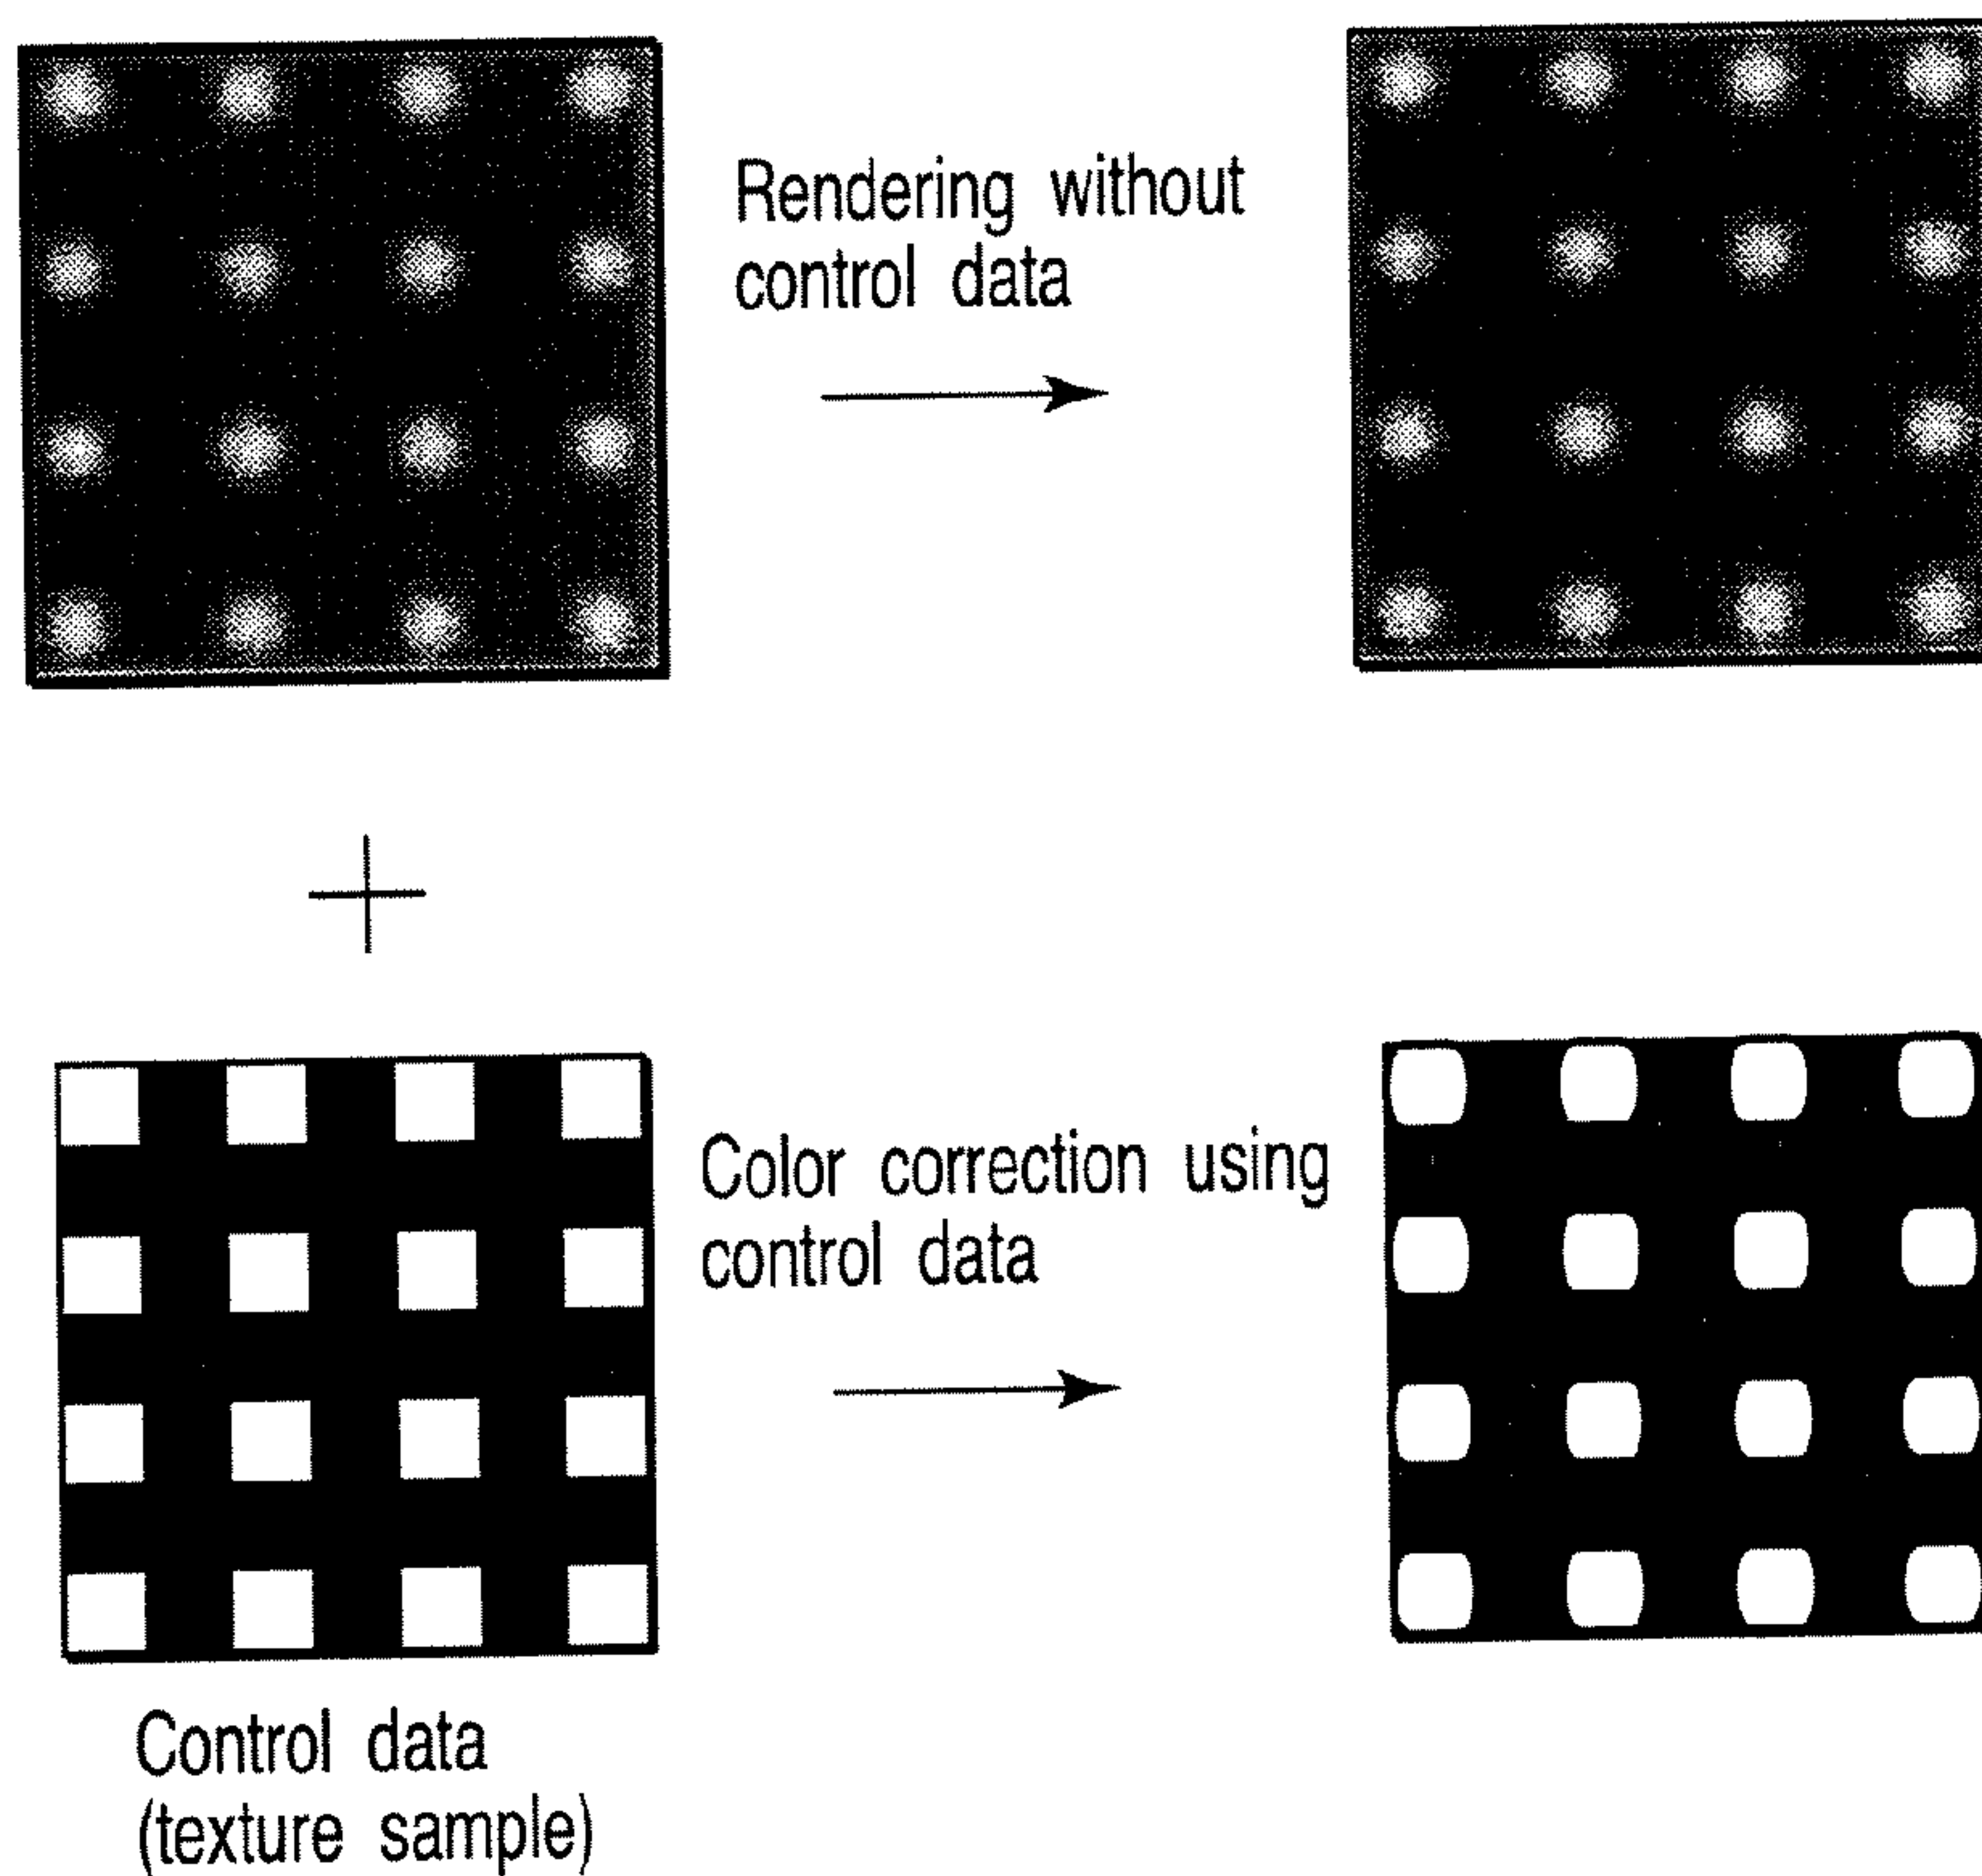 Rendering without
control data
Color correction using
control data
Control data
(texture sample)